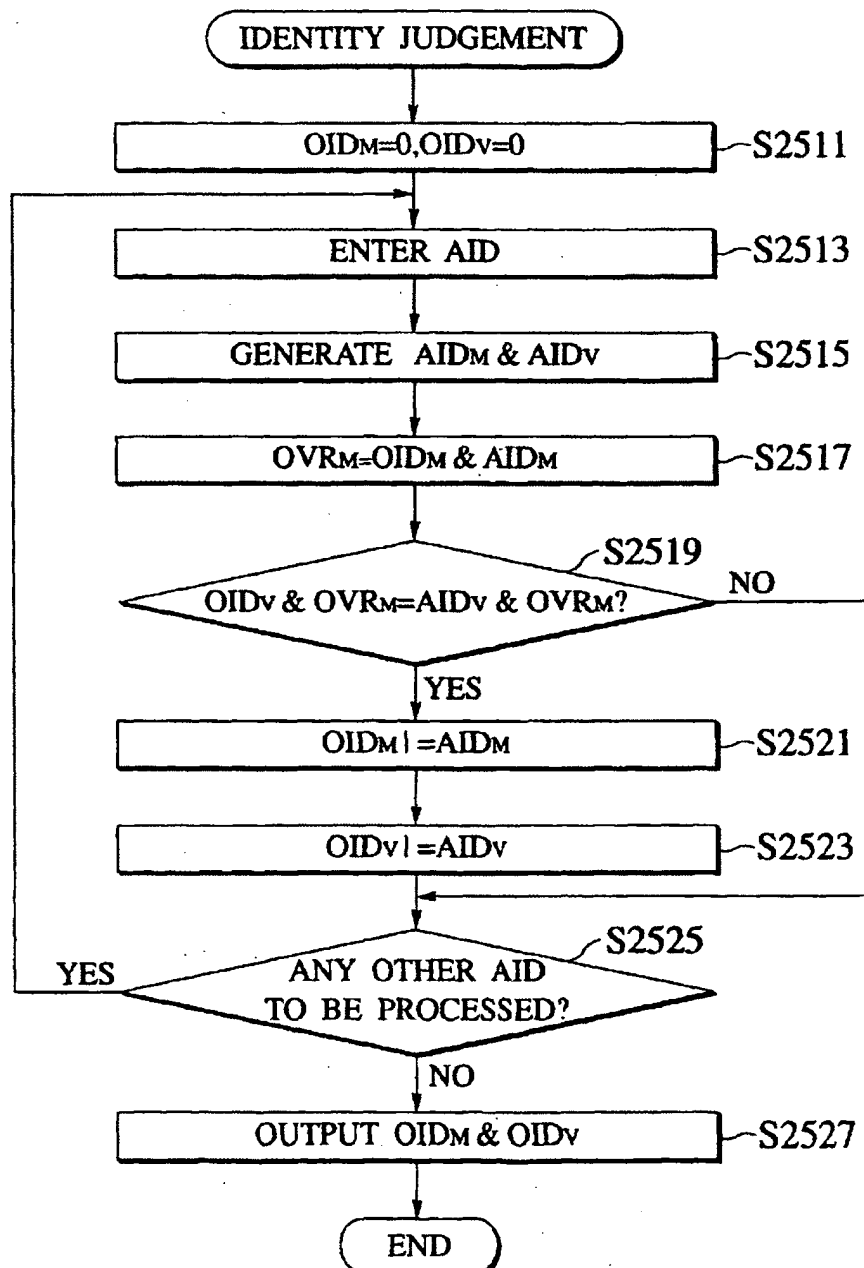 IDENTITY JUDGEMENT
OIDM=0,OIDV=0
S2511
ENTER AID
S2513
GENERATE AIDM & AIDV
S2515
OVRM=OIDM & AIDM
S2517
S2519
OIDV & OVRM=AIDV & OVRM?
NO
YES
OIDM|=AIDM
S2521
OIDV|=AIDV
S2523
S2525
YES
ANY OTHER AID
TO BE PROCESSED?
NO
OUTPUT OIDM & OIDV
S2527
END